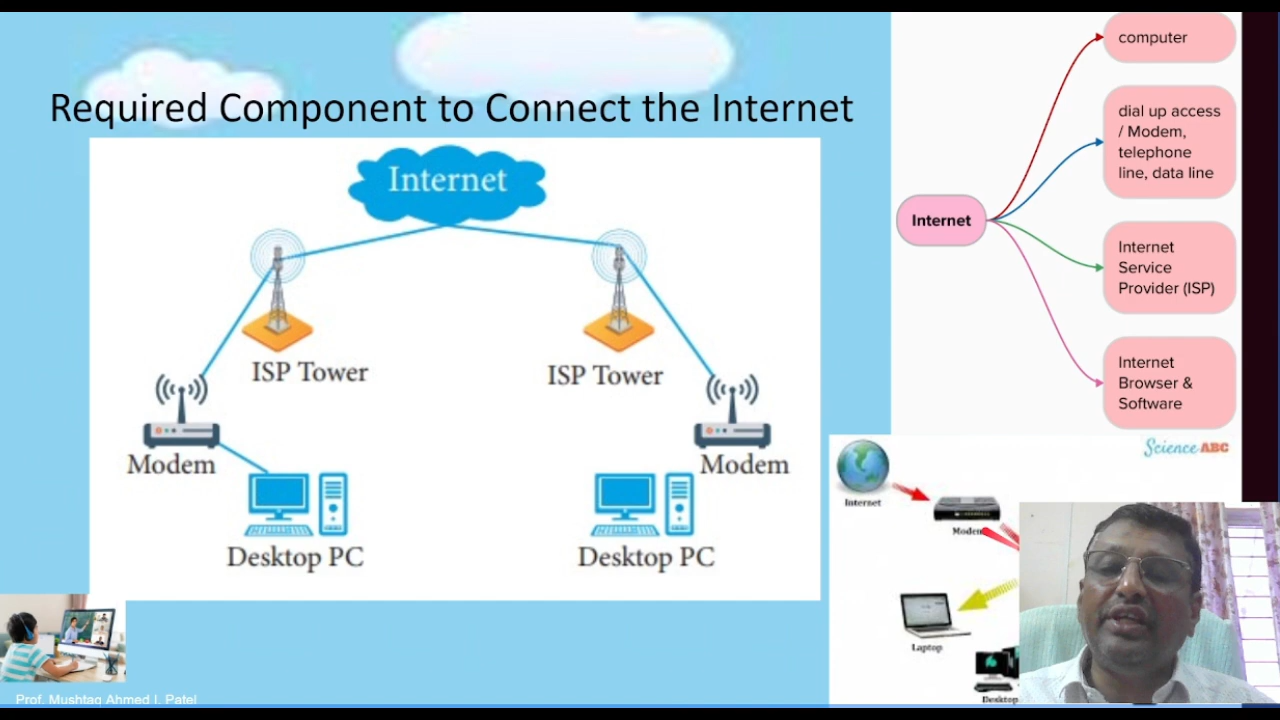 Required Component to Connect the Internet
Internet
ISP Tower
ISP Tower
Modem
Modem
Desktop PC
Desktop PC
Internet
computer
dial up access
/ Modem,
telephone
line, data line
Internet
Service
Provider (ISP)
Internet
Browser &
Software
Science ABC
Internet
Modem
Laptop
Desktop
Prof. Mushtaq Ahmed I. Patel